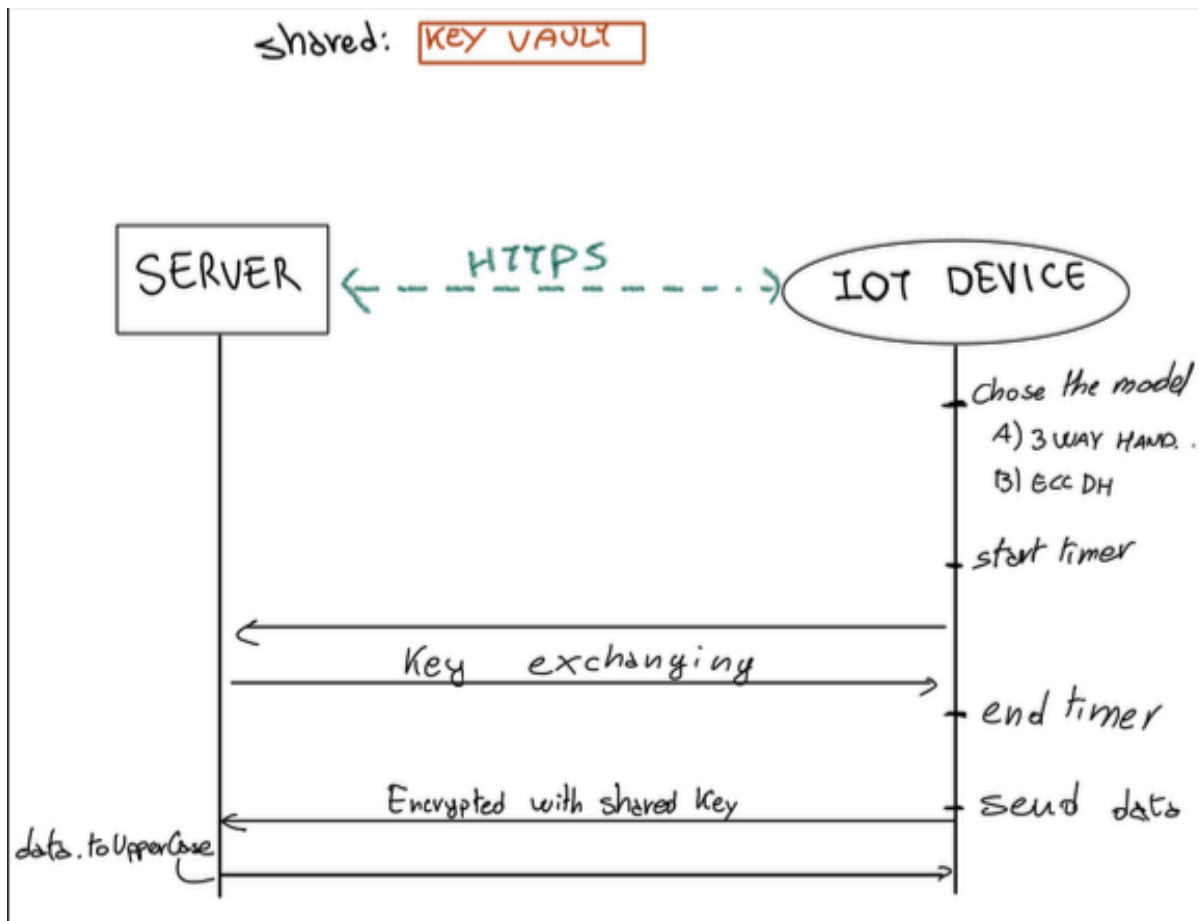 shared: KEY VAULT
SERVER
HTTPS
IOT DEVICE
Chose the model
A) 3 WAY HAND..
B) ECC DH
start timer
Key exchanging
end timer
Encrypted with shared Key
send data
data.toUpperCase